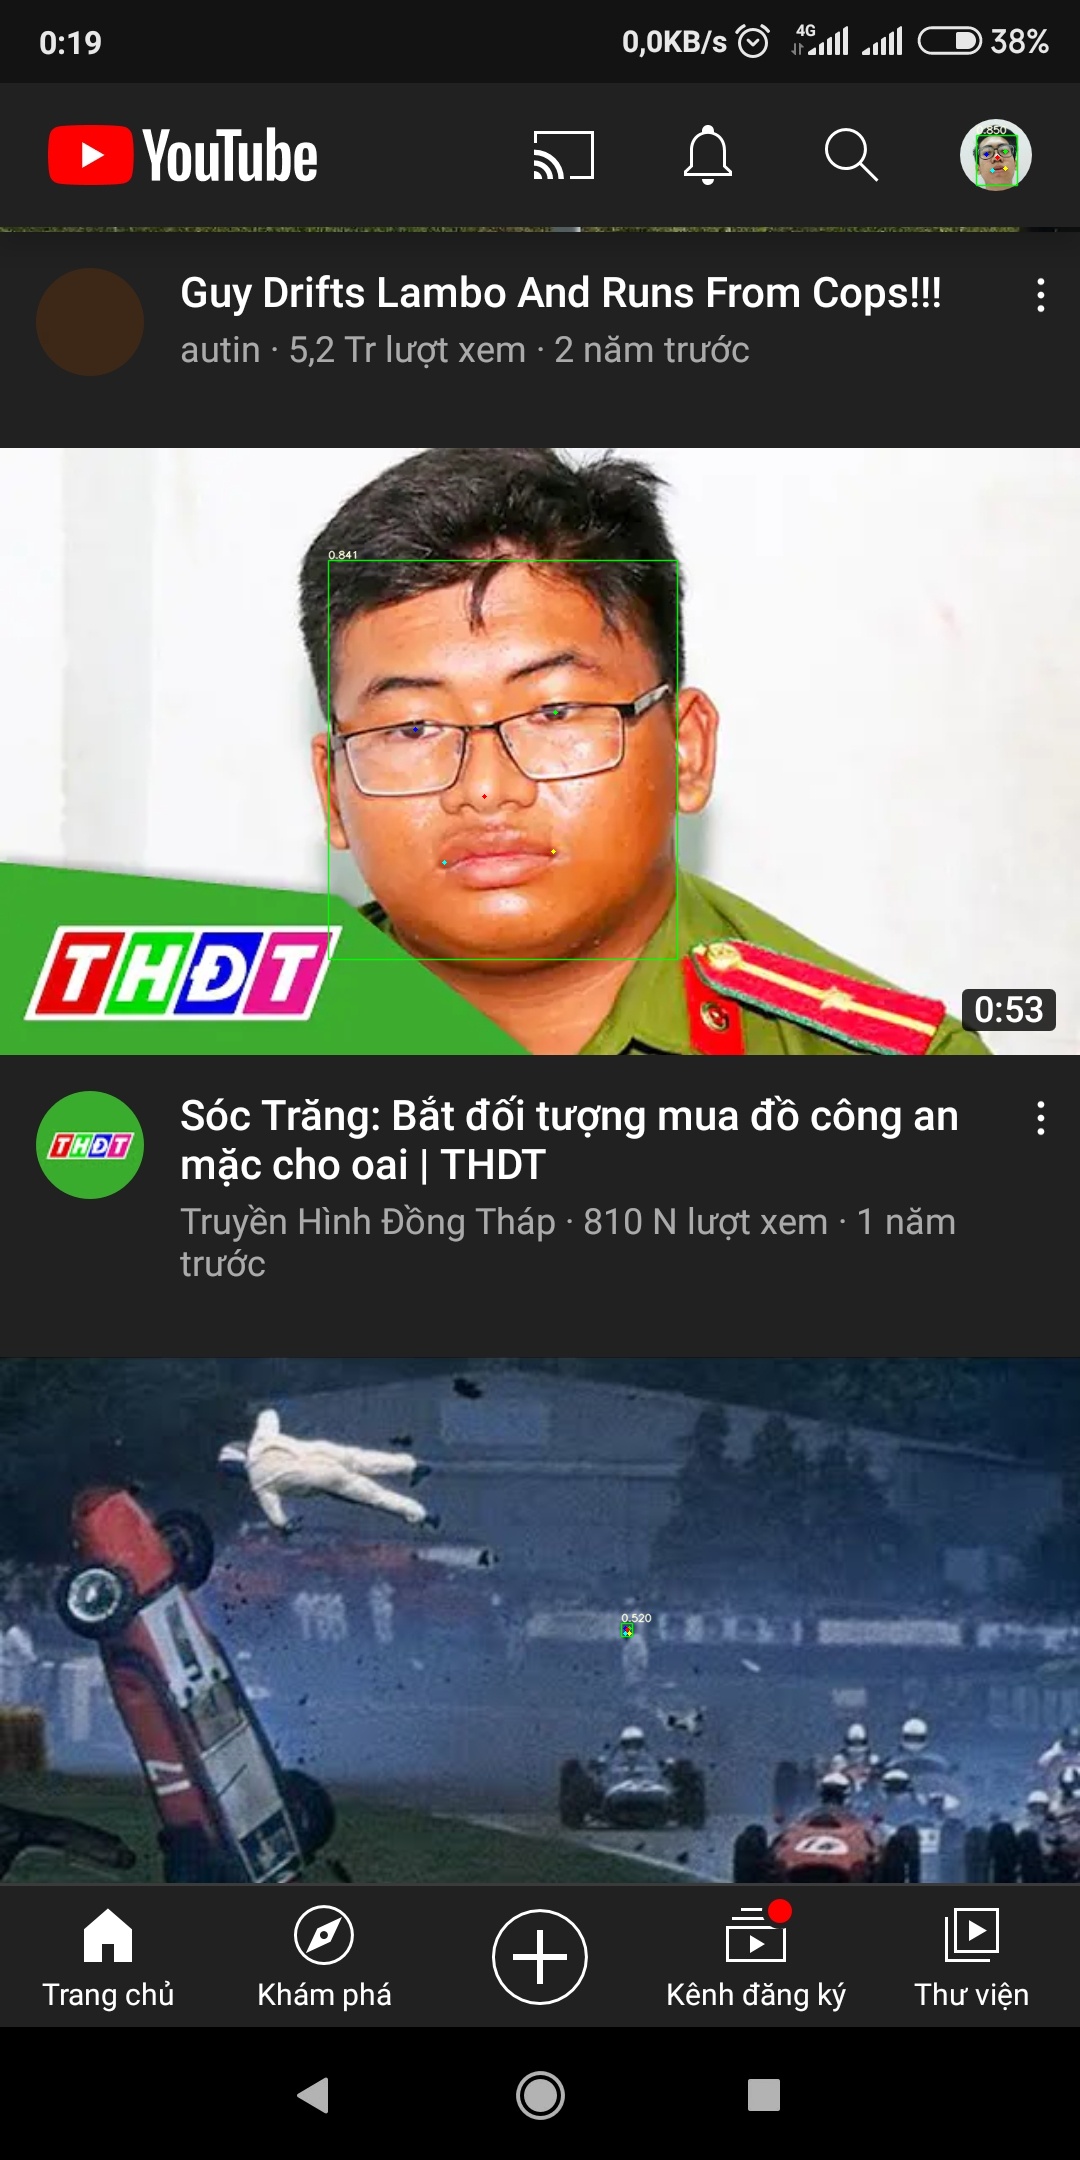 0:19
0,0KB/s 4G 38%
YouTube
0.850
Guy Drifts Lambo And Runs From Cops!!!
autin · 5,2 Tr lượt xem · 2 năm trước
0.841
THĐT
0:53
THĐT
Sóc Trăng: Bắt đối tượng mua đồ công an
mặc cho oai | THDT
Truyền Hình Đồng Tháp · 810 N lượt xem · 1 năm
trước
0.520
Trang chủ
Khám phá
Kênh đăng ký
Thư viện